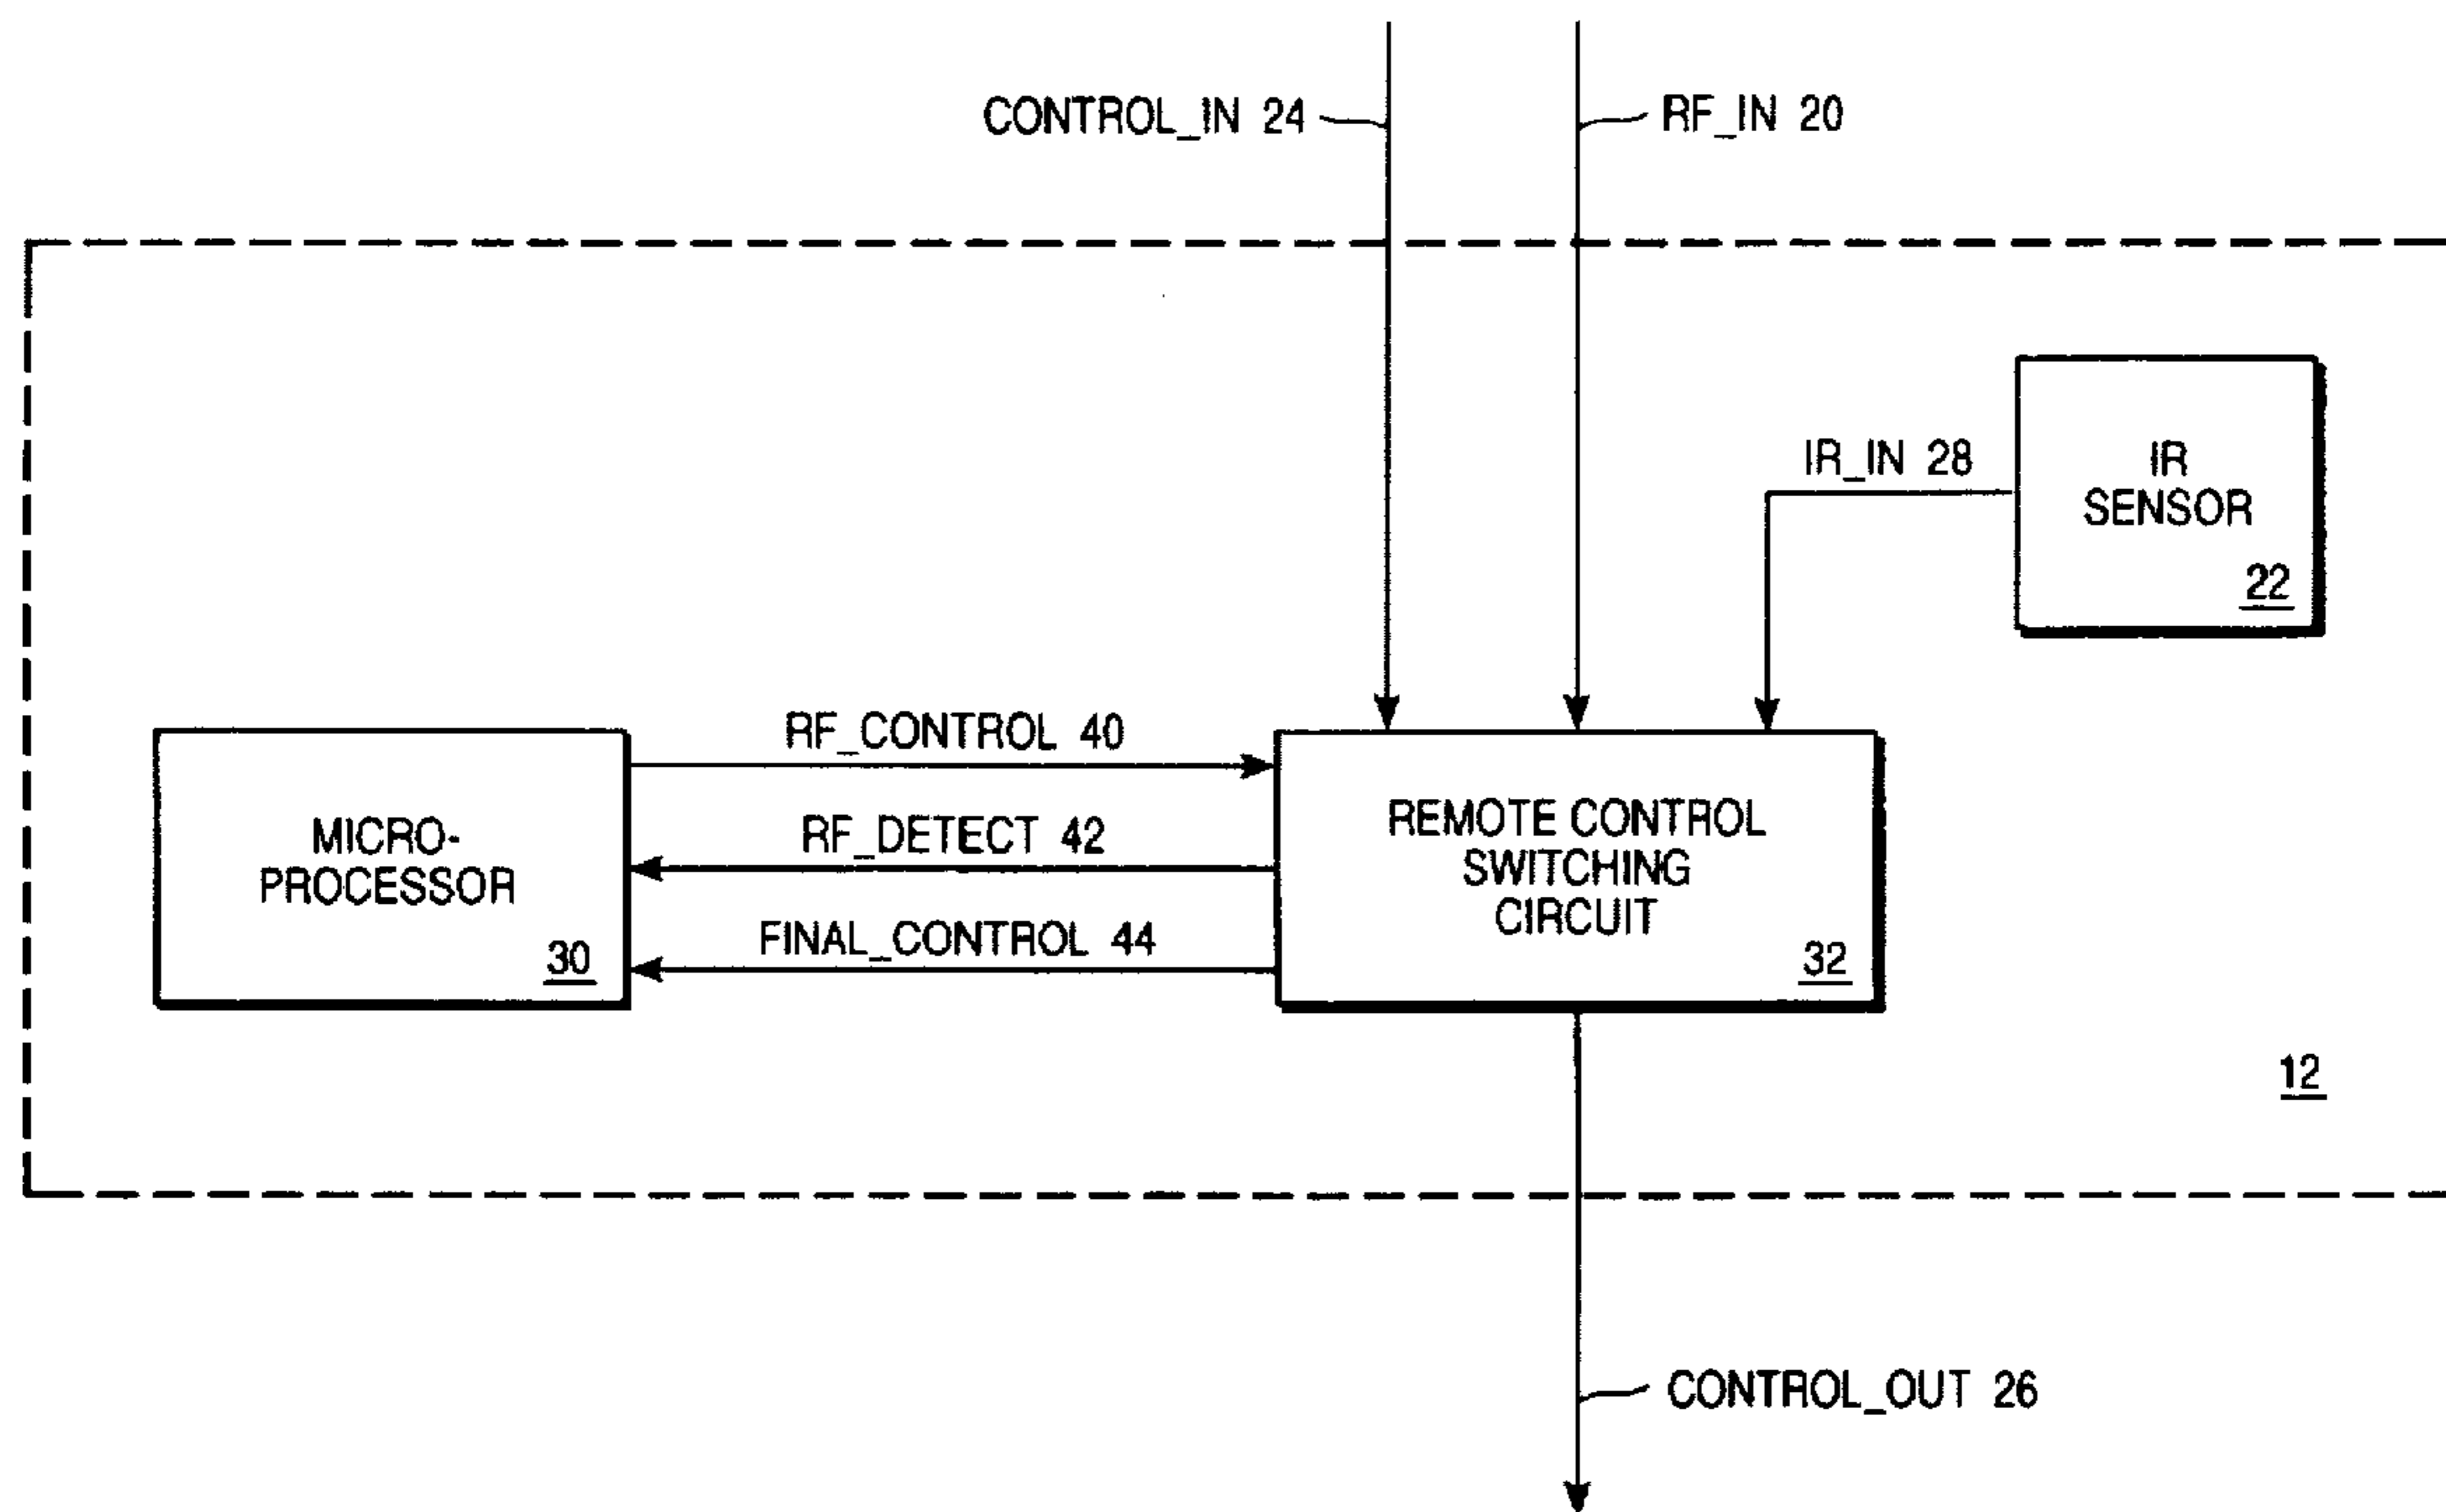 CONTROL_IN 24
RF_IN 20
IR_IN 28
IR
SENSOR
22
RF_CONTROL 40
RF_DETECT 42
FINAL_CONTROL 44
MICRO-
PROCESSOR
30
REMOTE CONTROL
SWITCHING
CIRCUIT
32
12
CONTROL_OUT 26